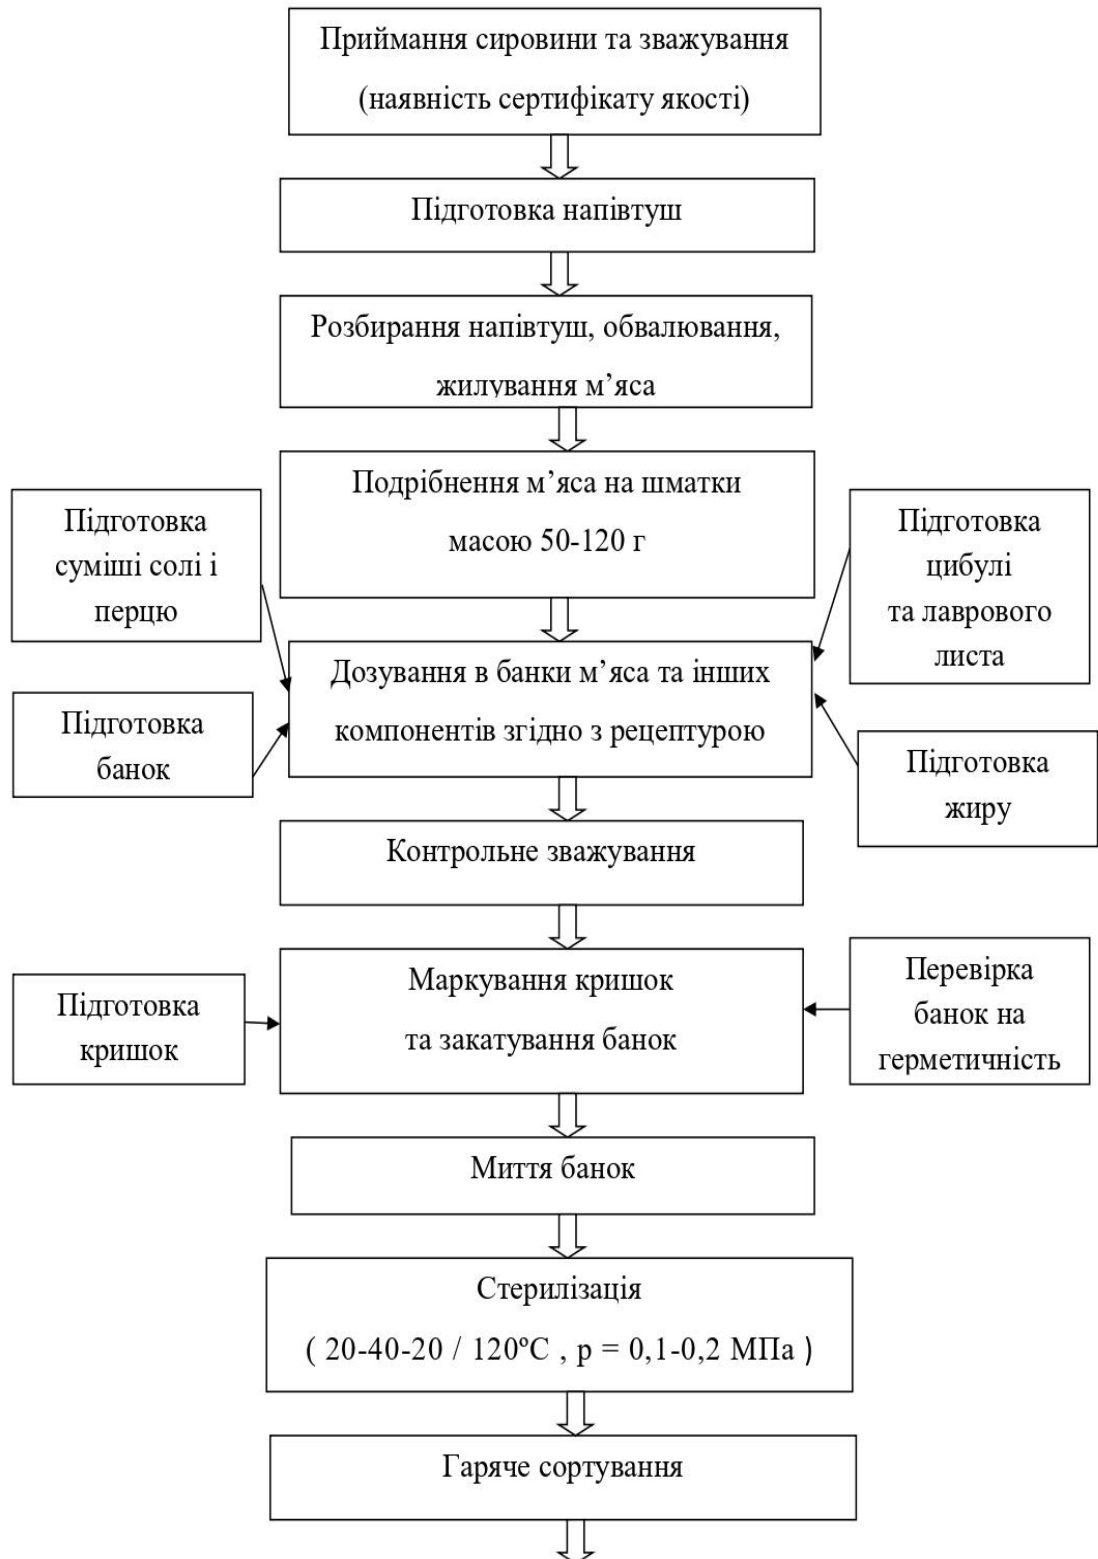 Приймання сировини та зважування
(наявність сертифікату якості)
Підготовка напівтуш
Розбирання напівтуш, обвалювання,
жилування м’яса
Подрібнення м’яса на шматки
масою 50-120 г
Підготовка
суміші солі і
перцю
Підготовка
цибулі
та лаврового
листа
Дозування в банки м’яса та інших
компонентів згідно з рецептурою
Підготовка
банок
Підготовка
жиру
Контрольне зважування
Маркування кришок
та закатування банок
Підготовка
кришок
Перевірка
банок на
герметичність
Миття банок
Стерилізація
( 20-40-20 / 120ºС , р = 0,1-0,2 МПа )
Гаряче сортування